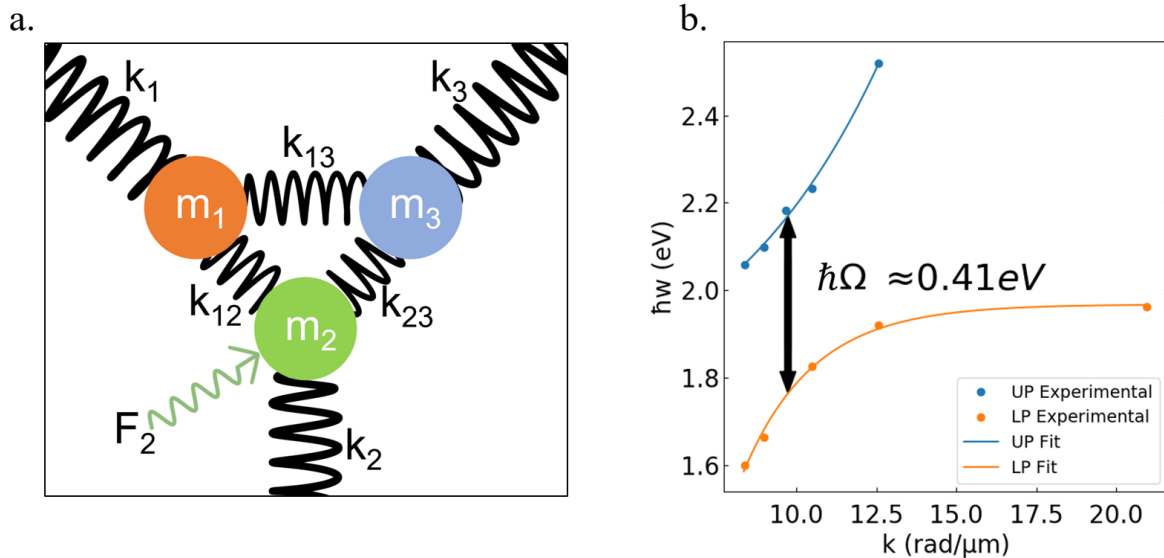 a.
k₁
k₃
k₁₃
m₁
m₃
k₁₂
k₂₃
m₂
F₂
k₂
b.
ħw (eV)
2.4
2.2
2.0
1.8
1.6
ħΩ ≈0.41eV
UP Experimental
LP Experimental
UP Fit
LP Fit
10.0 12.5 15.0 17.5 20.0
k (rad/μm)